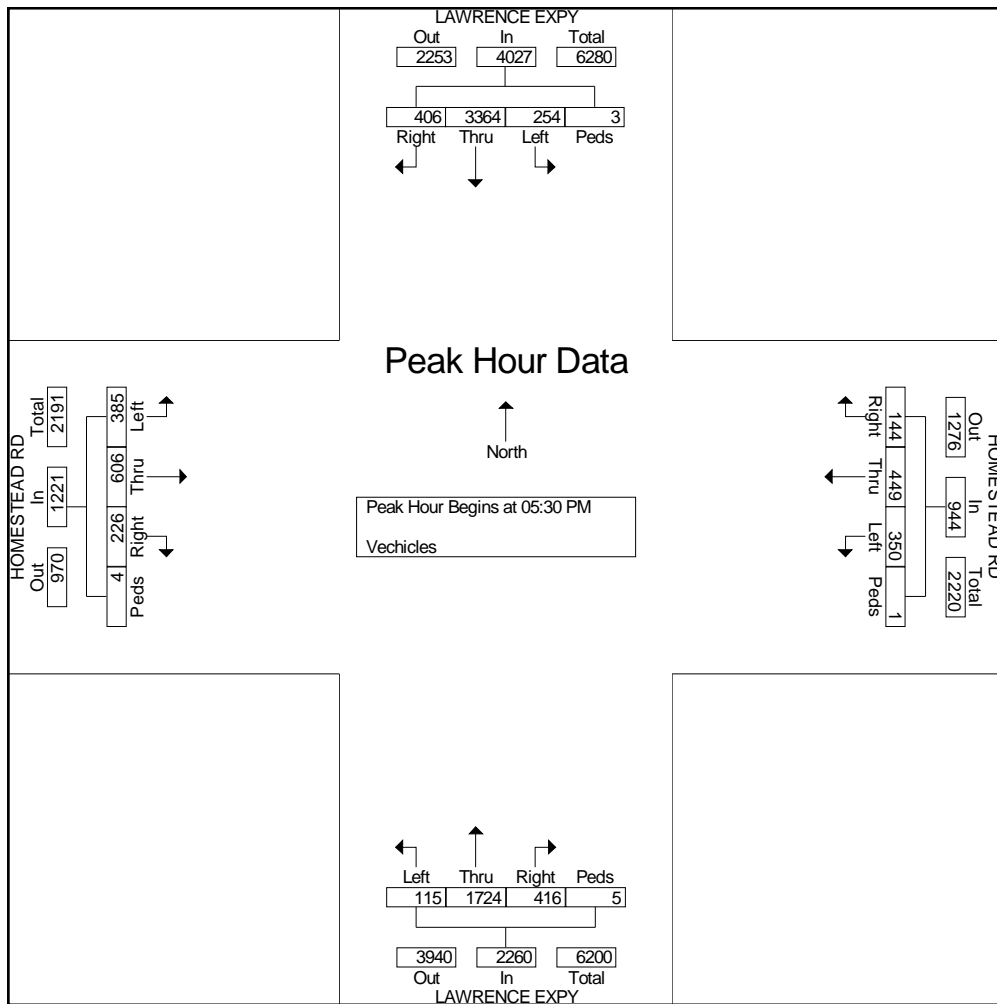 LAWRENCE EXPY
Out In Total
2253 4027 6280
406 3364 254 3
Right Thru Left Peds
Peak Hour Data
North
Peak Hour Begins at 05:30 PM
Vechicles
HOMESTEAD RD
Total In Out
2191 1221 970
385 606 226 4
Left Thru Right Peds
HOMESTEAD RD
Out In Total
1276 944 2220
144 449 350 1
Right Thru Left Peds
Left Thru Right Peds
115 1724 416 5
3940 2260 6200
Out In Total
LAWRENCE EXPY